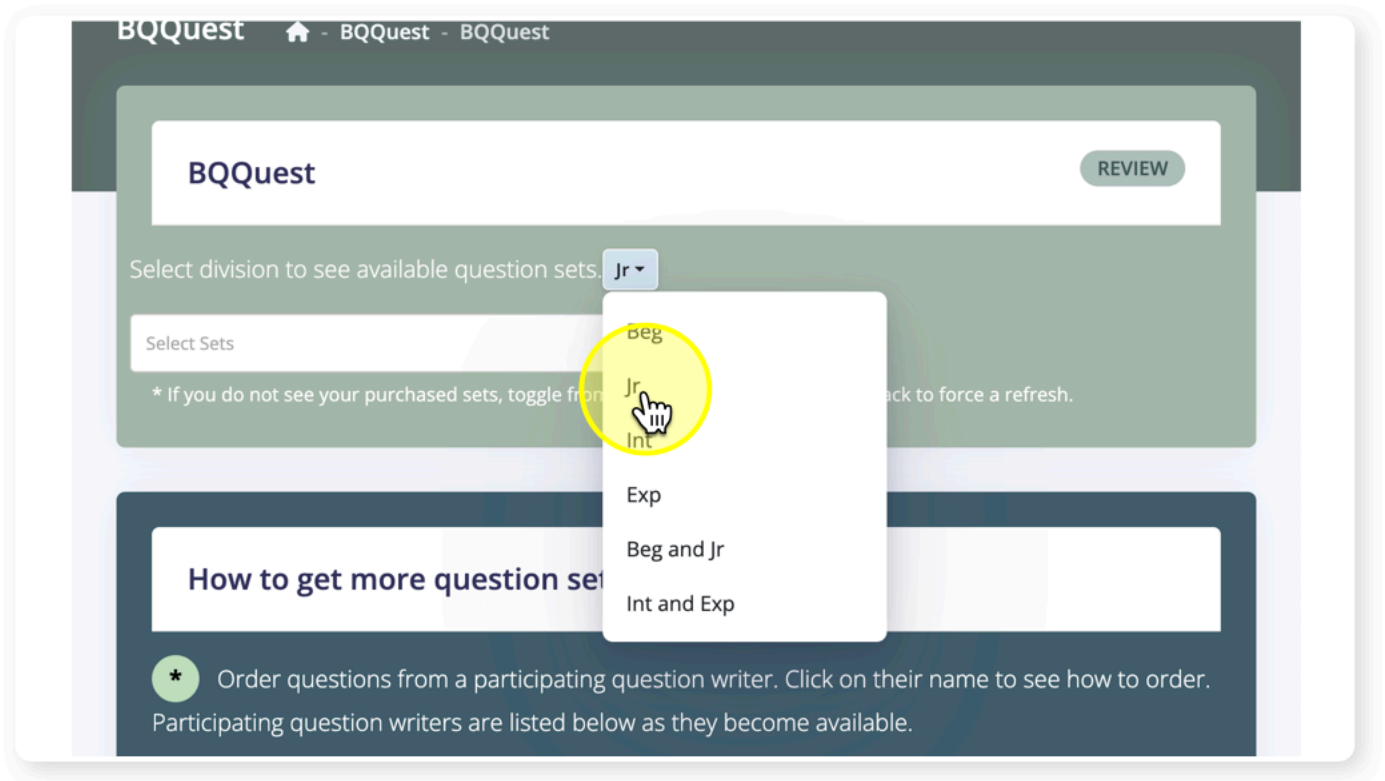 BQQuest - BQQuest - BQQuest
BQQuest
REVIEW
Select division to see available question sets. Jr
Beg
Select Sets
Jr
* If you do not see your purchased sets, toggle from ack to force a refresh.
Int
Exp
Beg and Jr
How to get more question set
Int and Exp
* Order questions from a participating question writer. Click on their name to see how to order.
Participating question writers are listed below as they become available.